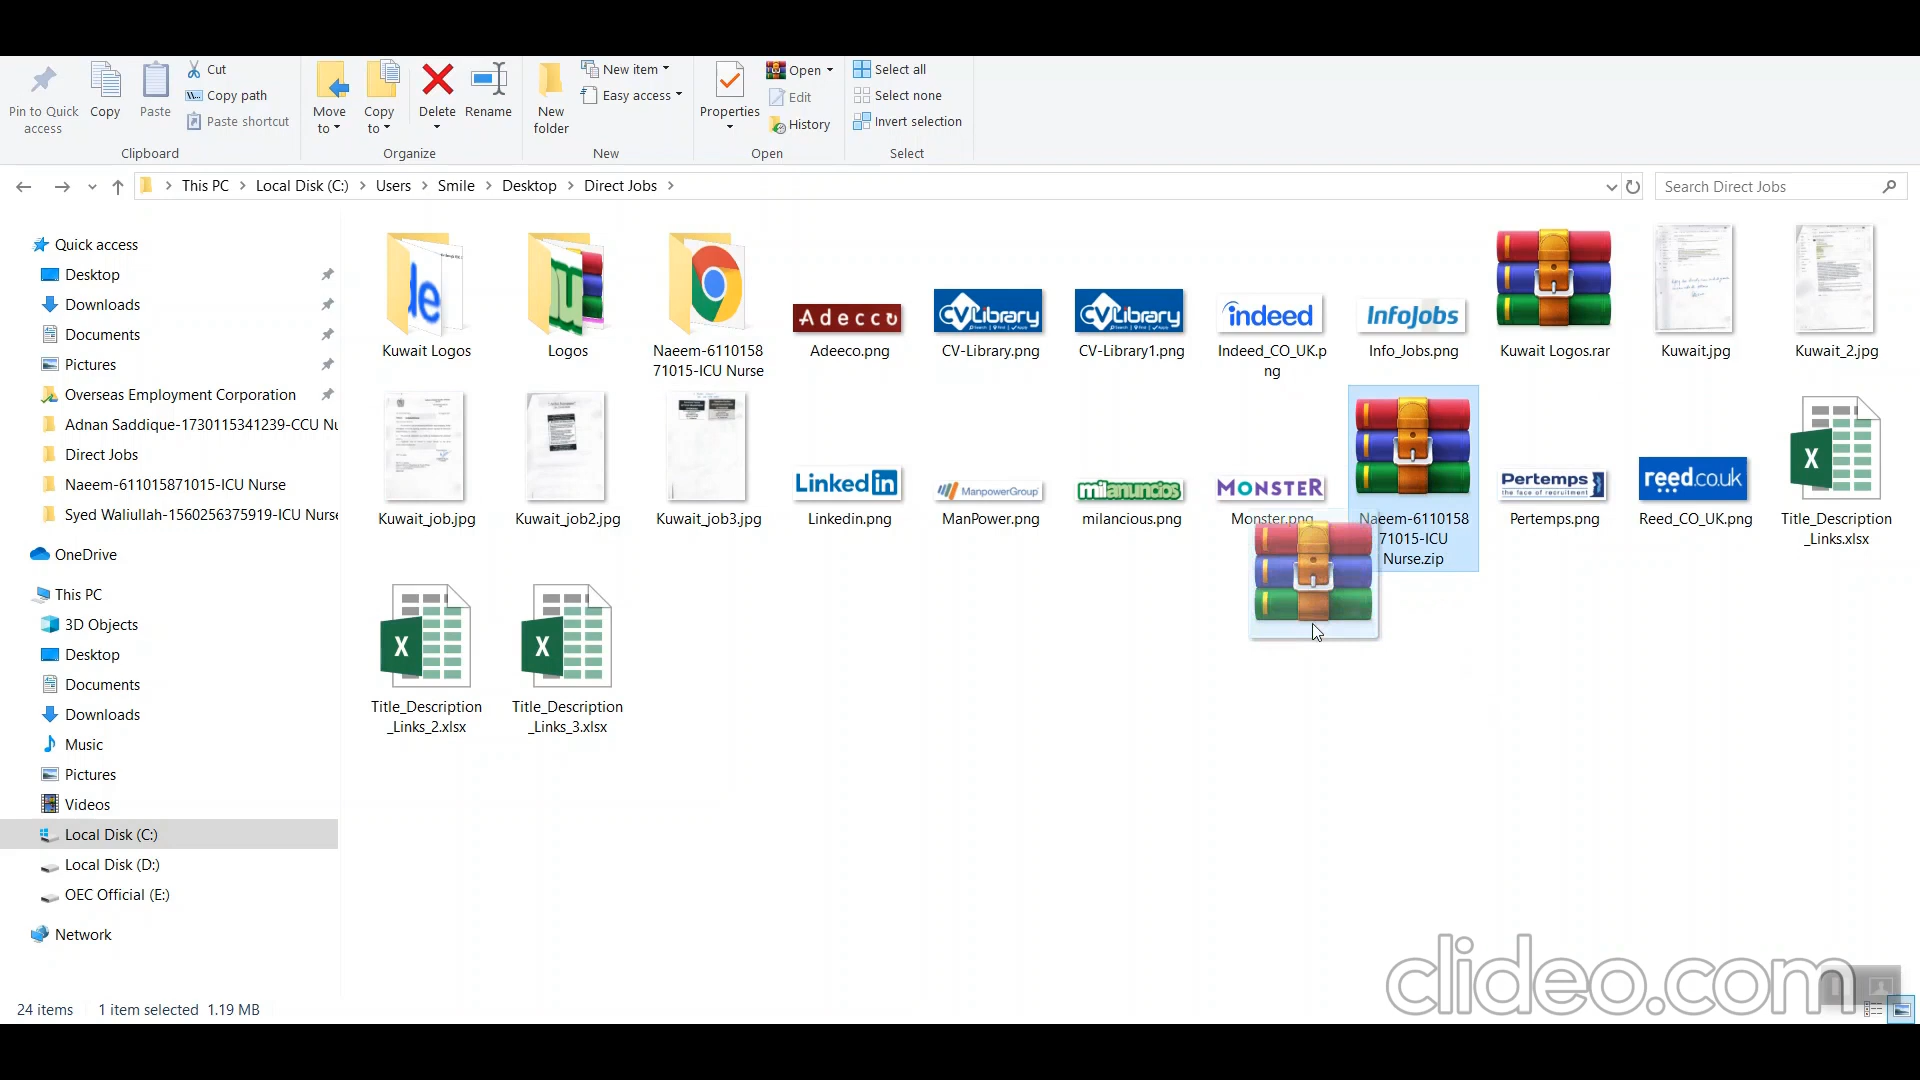 Cut
New item
Open
Select all
Copy path
Easy access
Edit
Select none
Pin to Quick
access
Copy
Paste
Paste shortcut
Move
to
Copy
to
Delete
Rename
New
folder
Properties
History
Invert selection
Clipboard
Organize
New
Open
Select
This PC
Local Disk (C:)
Users
Smile
Desktop
Direct Jobs
Search Direct Jobs
Quick access
Desktop
Downloads
Documents
Pictures
Overseas Employment Corporation
Adnan Saddique-1730115341239-CCU Nu
Direct Jobs
Naeem-611015871015-ICU Nurse
Syed Waliullah-1560256375919-ICU Nurse
OneDrive
This PC
3D Objects
Desktop
Documents
Downloads
Music
Pictures
Videos
Local Disk (C:)
Local Disk (D:)
OEC Official (E:)
Network
Adecco
CVLibrary
CVLibrary
indeed
InfoJobs
Kuwait Logos
Logos
Naeem-6110158
71015-ICU Nurse
Adeeco.png
CV-Library.png
CV-Library1.png
Indeed_CO_UK.p
ng
Info_Jobs.png
Kuwait Logos.rar
Kuwait.jpg
Kuwait_2.jpg
Linkedin
ManpowerGroup
milanuncios
MONSTER
Pertemps
the face of recruitment
reed.co.uk
Kuwait_job.jpg
Kuwait_job2.jpg
Kuwait_job3.jpg
Linkedin.png
ManPower.png
milancious.png
Monster.png
Naeem-6110158
71015-ICU
Nurse.zip
Pertemps.png
Reed_CO_UK.png
Title_Description
_Links.xlsx
Title_Description
_Links_2.xlsx
Title_Description
_Links_3.xlsx
24 items
1 item selected 1.19 MB
clideo.com